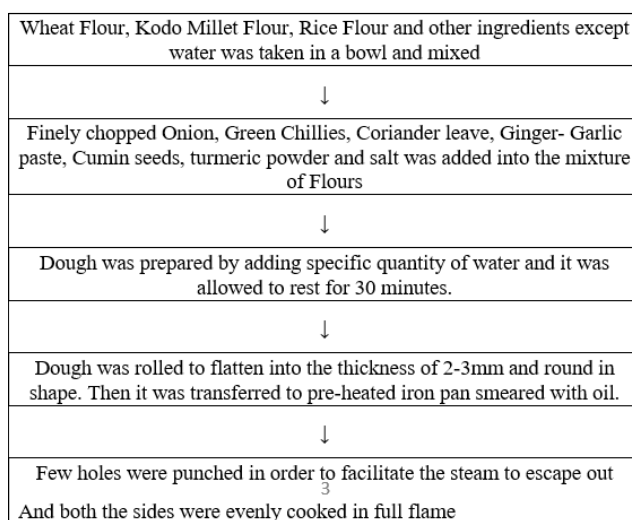 Wheat Flour, Kodo Millet Flour, Rice Flour and other ingredients except
water was taken in a bowl and mixed
↓
Finely chopped Onion, Green Chillies, Coriander leave, Ginger- Garlic
paste, Cumin seeds, turmeric powder and salt was added into the mixture
of Flours
↓
Dough was prepared by adding specific quantity of water and it was
allowed to rest for 30 minutes.
↓
Dough was rolled to flatten into the thickness of 2-3mm and round in
shape. Then it was transferred to pre-heated iron pan smeared with oil.
↓
Few holes were punched in order to facilitate the steam to escape out
3
And both the sides were evenly cooked in full flame